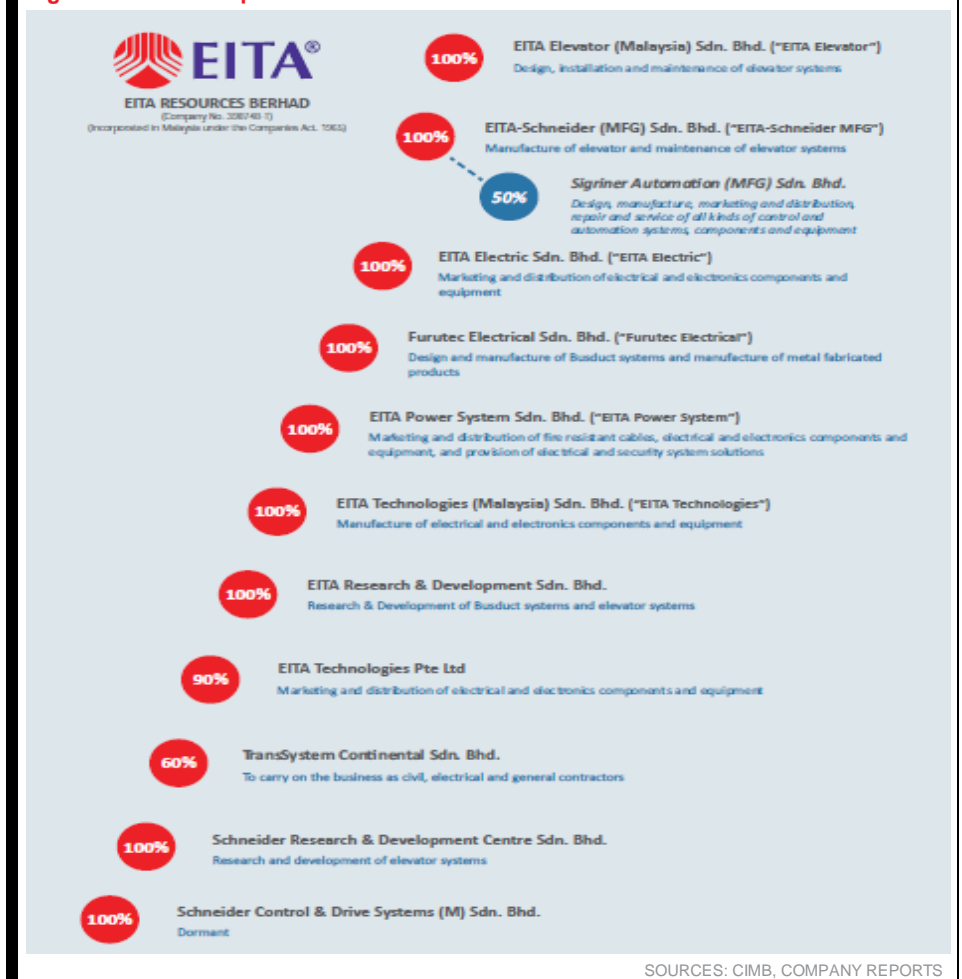 EITA®
EITA RESOURCES BERHAD
(Incorporated in Malaysia under the Companies Act. 1965)
100%
EITA Elevator (Malaysia) Sdn. Bhd. ("EITA Elevator")
Design, installation and maintenance of elevator systems
100%
EITA-Schneider (MFG) Sdn. Bhd. ("EITA-Schneider MFG")
Manufacture of elevator and maintenance of elevator systems
50%
Sigriner Automation (MFG) Sdn. Bhd.
Design, manufacture, marketing and distribution,
repair and service of all kinds of control and
automation systems, components and equipment
100%
EITA Electric Sdn. Bhd. ("EITA Electric")
Marketing and distribution of electrical and electronics components and
equipment
100%
Furutec Electrical Sdn. Bhd. ("Furutec Electrical")
Design and manufacture of Busduct systems and manufacture of metal fabricated
products
100%
EITA Power System Sdn. Bhd. ("EITA Power System")
Marketing and distribution of fire resistant cables, electrical and electronics components and
equipment, and provision of electrical and security system solutions
100%
EITA Technologies (Malaysia) Sdn. Bhd. ("EITA Technologies")
Manufacture of electrical and electronics components and equipment
100%
EITA Research & Development Sdn. Bhd.
Research & Development of Busduct systems and elevator systems
90%
EITA Technologies Pte Ltd
Marketing and distribution of electrical and electronics components and equipment
60%
TransSystem Continental Sdn. Bhd.
To carry on the business as civil, electrical and general contractors
100%
Schneider Research & Development Centre Sdn. Bhd.
Research and development of elevator systems
100%
Schneider Control & Drive Systems (M) Sdn. Bhd.
Dormant
SOURCES: CIMB, COMPANY REPORTS